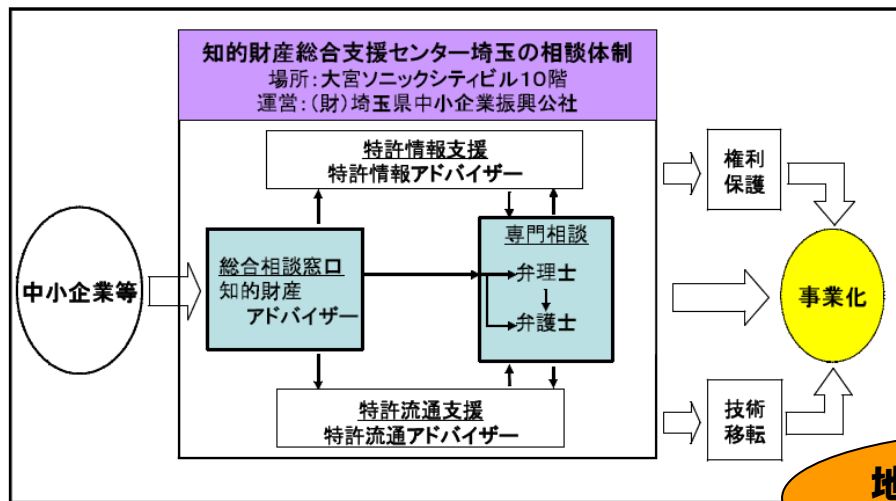 知的財産総合支援センター埼玉の相談体制
場所:大宮ソニックシティビル10階
運営:(財)埼玉県中小企業振興公社
特許情報支援
特許情報アドバイザー
権利
保護
専門相談
総合相談窓口
知的財産
アドバイザー
弁理士
弁護士
中小企業等
事業化
特許流通支援
特許流通アドバイザー
技術
移転
地